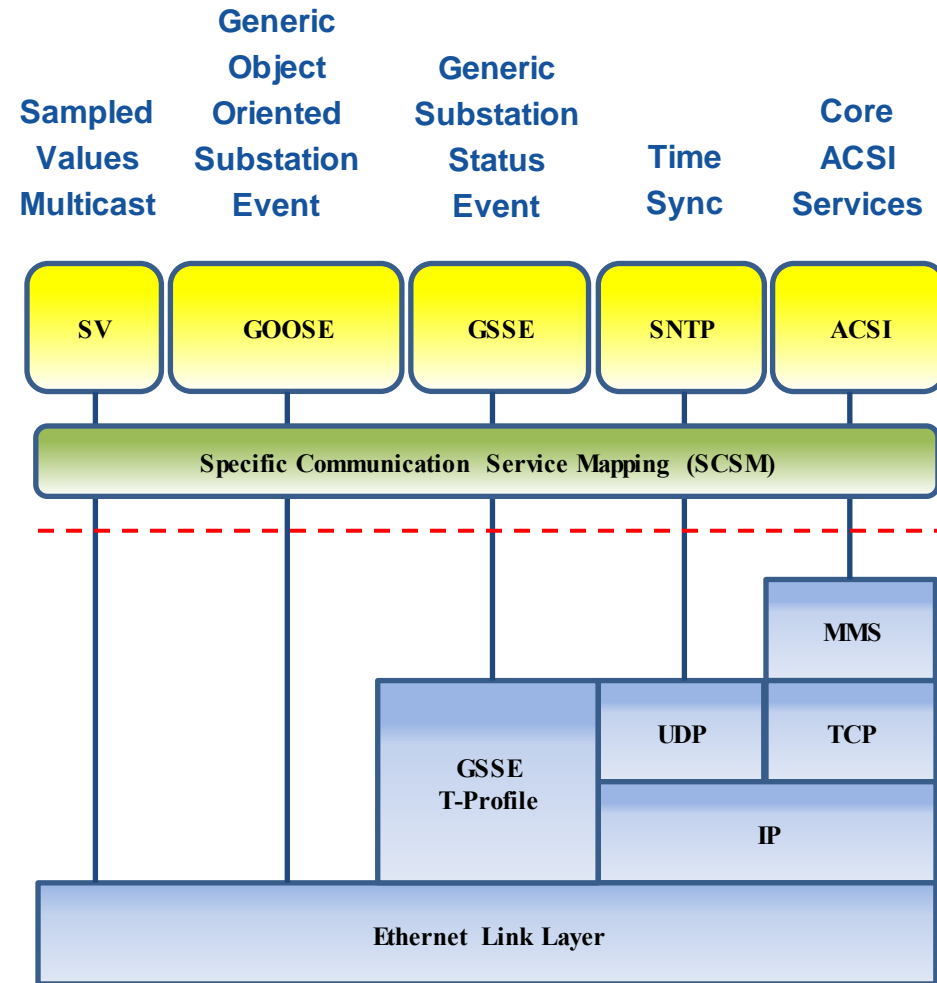 Sampled
Values
Multicast
Generic
Object
Oriented
Substation
Event
Generic
Substation
Status
Event
Time
Sync
Core
ACSI
Services
SV
GOOSE
GSSE
SNTP
ACSI
Specific Communication Service Mapping (SCSM)
MMS
GSSE
T-Profile
UDP
TCP
IP
Ethernet Link Layer